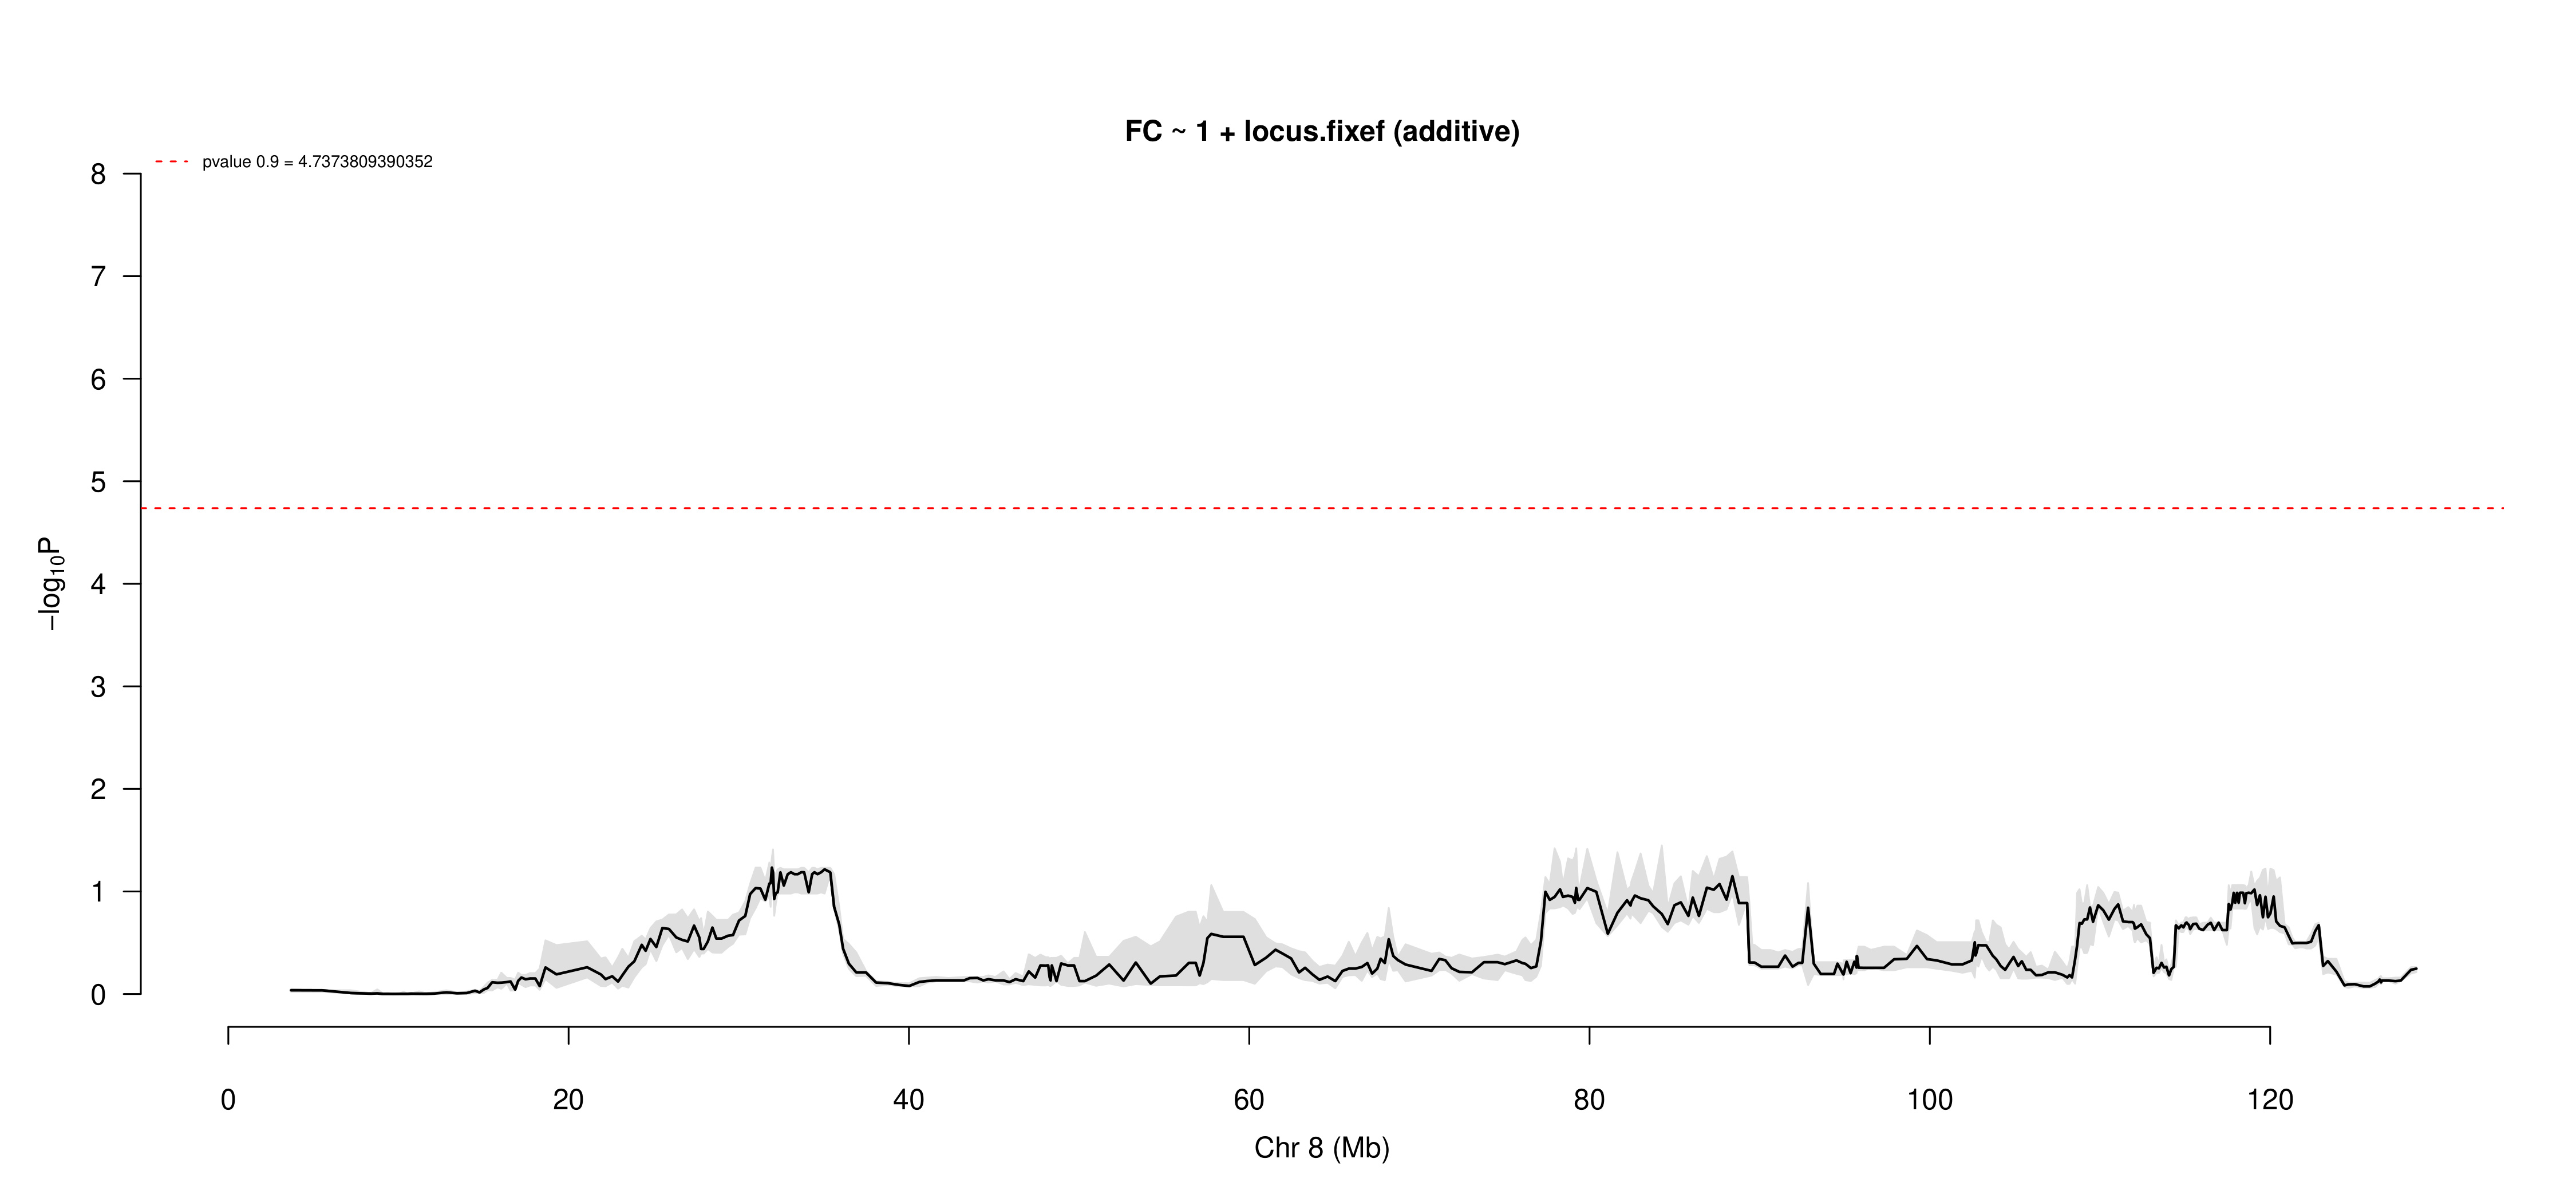 FC ~ 1 + locus.fixef (additive)
pvalue 0.9 = 4.7373809390352
8
7
6
5
4
3
2
1
0
−log10P
0 20 40 60 80 100 120
Chr 8 (Mb)